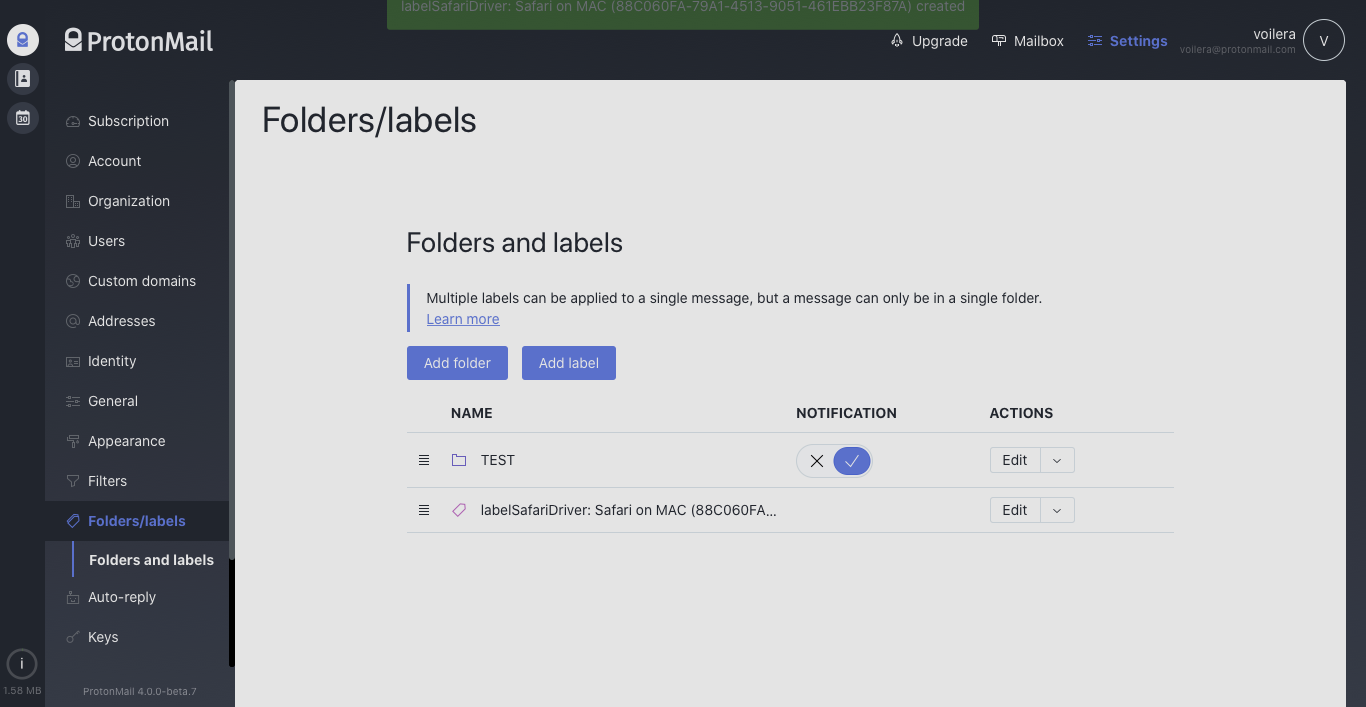 labelSafariDriver: Safari on MAC (88C060FA-79A1-4513-9051-461EBB23F87A) created
ProtonMail
Upgrade
Mailbox
Settings
voilera
voilera@protonmail.com
V
30
Subscription
Account
Organization
Users
Custom domains
Addresses
Identity
General
Appearance
Filters
Folders/labels
Folders and labels
Auto-reply
Keys
i
1.58 MB
ProtonMail 4.0.0-beta.7
Folders/labels
Folders and labels
Multiple labels can be applied to a single message, but a message can only be in a single folder.
Learn more
Add folder
Add label
NAME NOTIFICATION ACTIONS
TEST Edit
labelSafariDriver: Safari on MAC (88C060FA... Edit